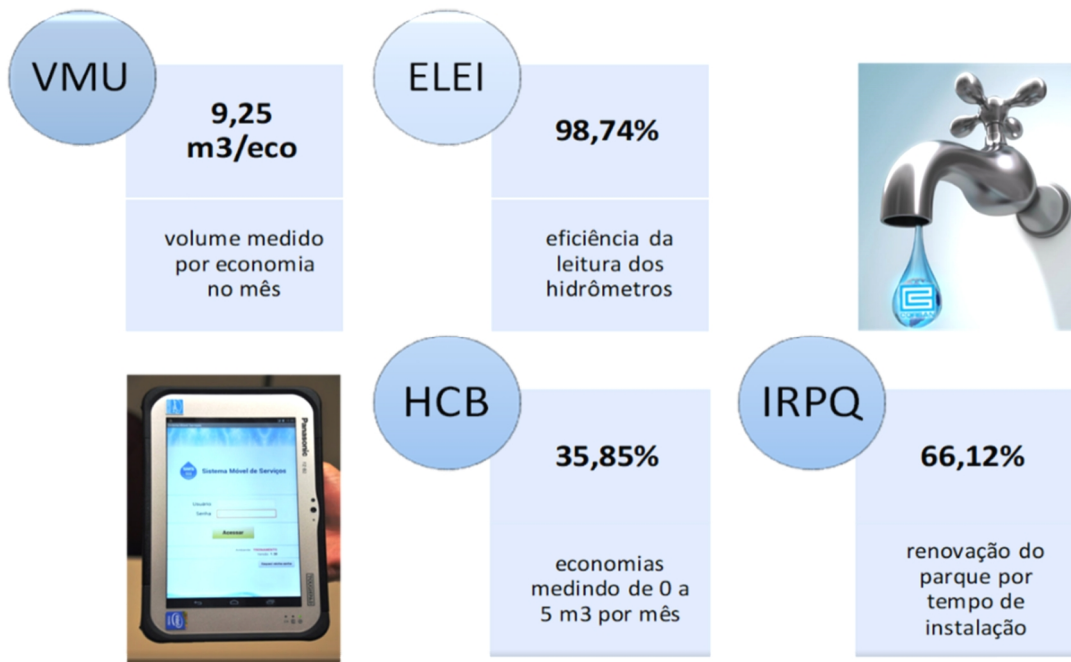 VMU
9,25
m3/eco
volume medido
por economia
no mês
ELEI
98,74%
eficiência da
leitura dos
hidrômetros
Panasonic
Sistema Móvel de Serviços
Usuário
Senha
Acessar
HCB
35,85%
economias
medindo de 0 a
5 m3 por mês
IRPQ
66,12%
renovação do
parque por
tempo de
instalação